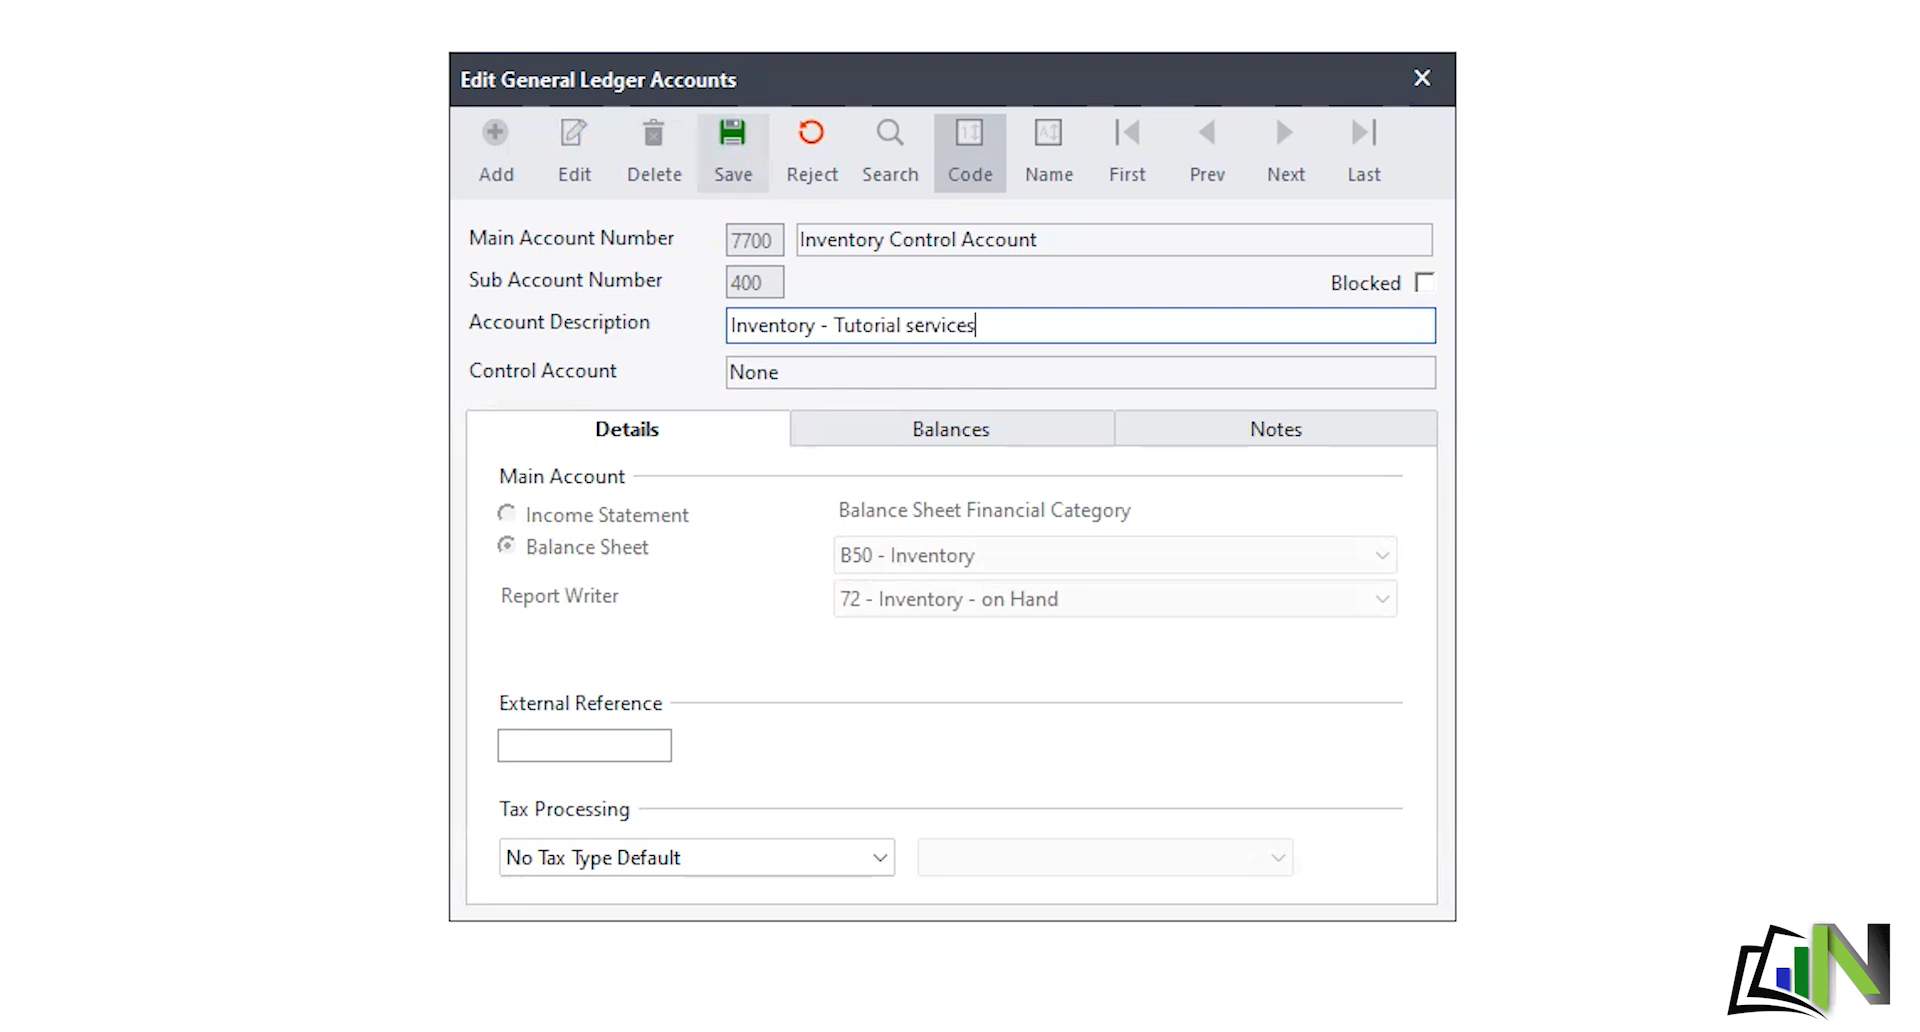 Edit General Ledger Accounts
Add Edit Delete Save Reject Search Code Name First Prev Next Last
Main Account Number 7700 Inventory Control Account
Sub Account Number 400 Blocked
Account Description Inventory - Tutorial services
Control Account None
Details Balances Notes
Main Account
Income Statement Balance Sheet Financial Category
Balance Sheet B50 - Inventory
Report Writer 72 - Inventory - on Hand
External Reference
Tax Processing
No Tax Type Default
N